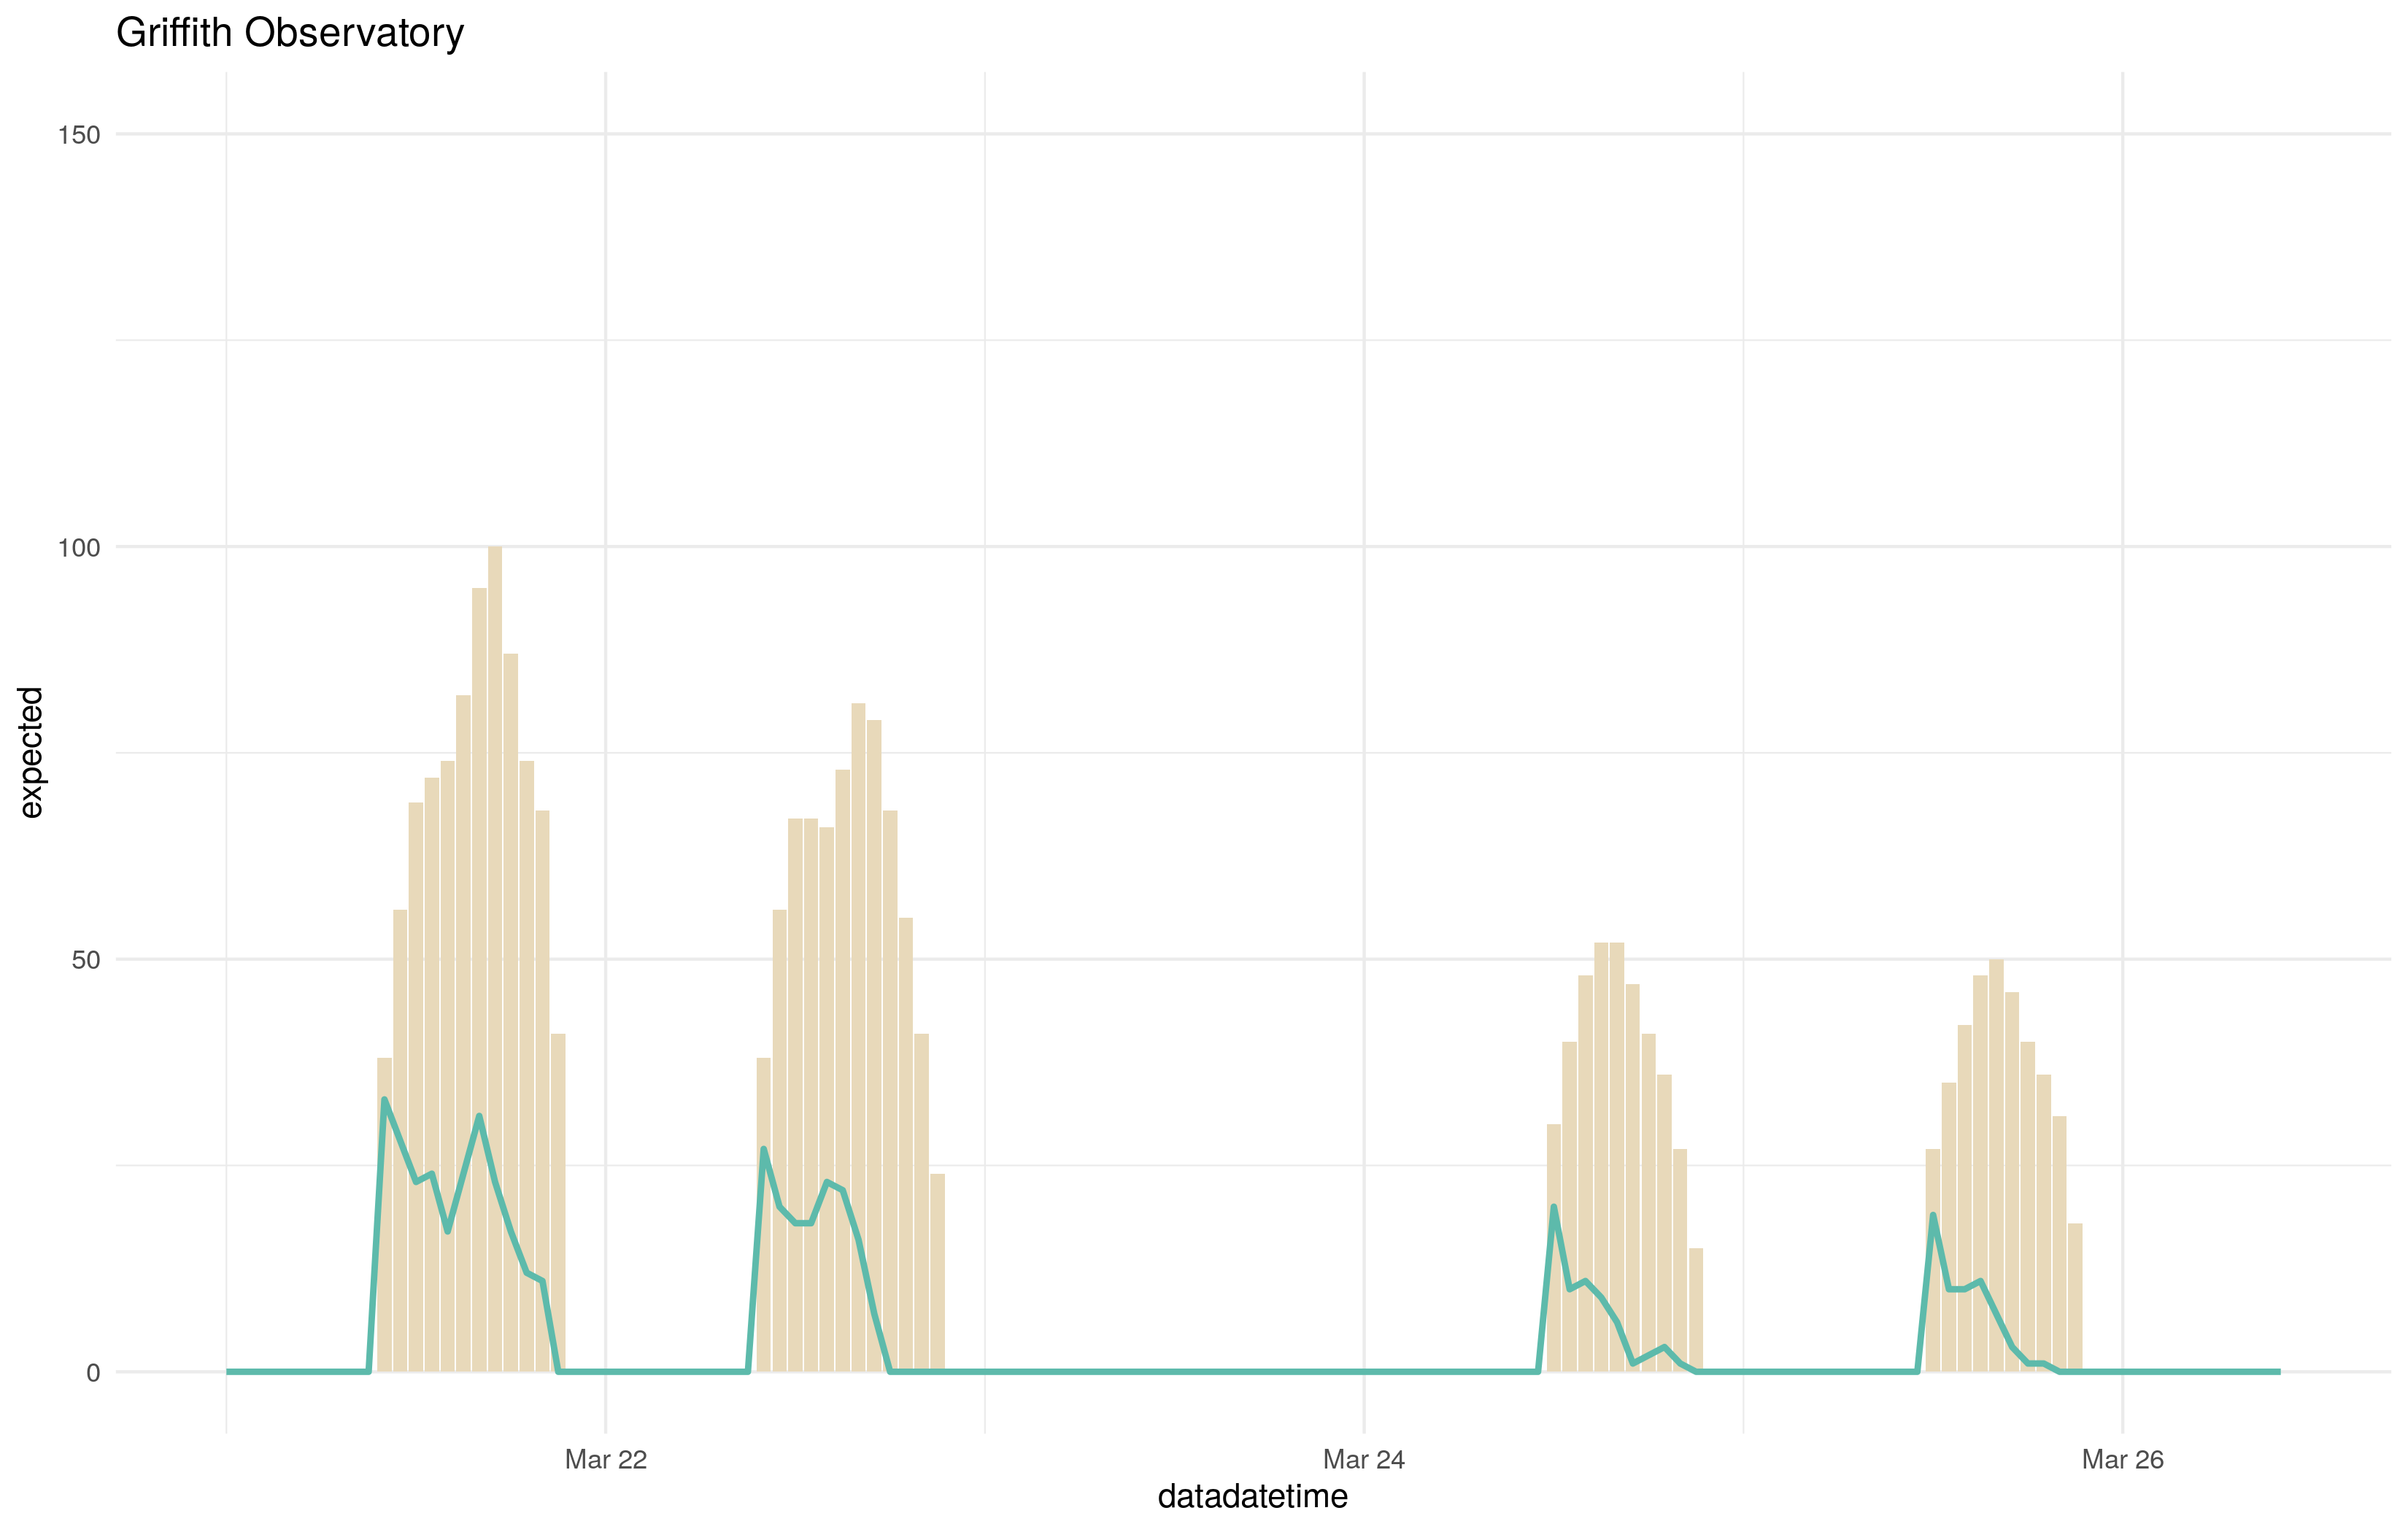 Griffith Observatory
150
100
50
0
expected
Mar 22
Mar 24
Mar 26
datadatetime